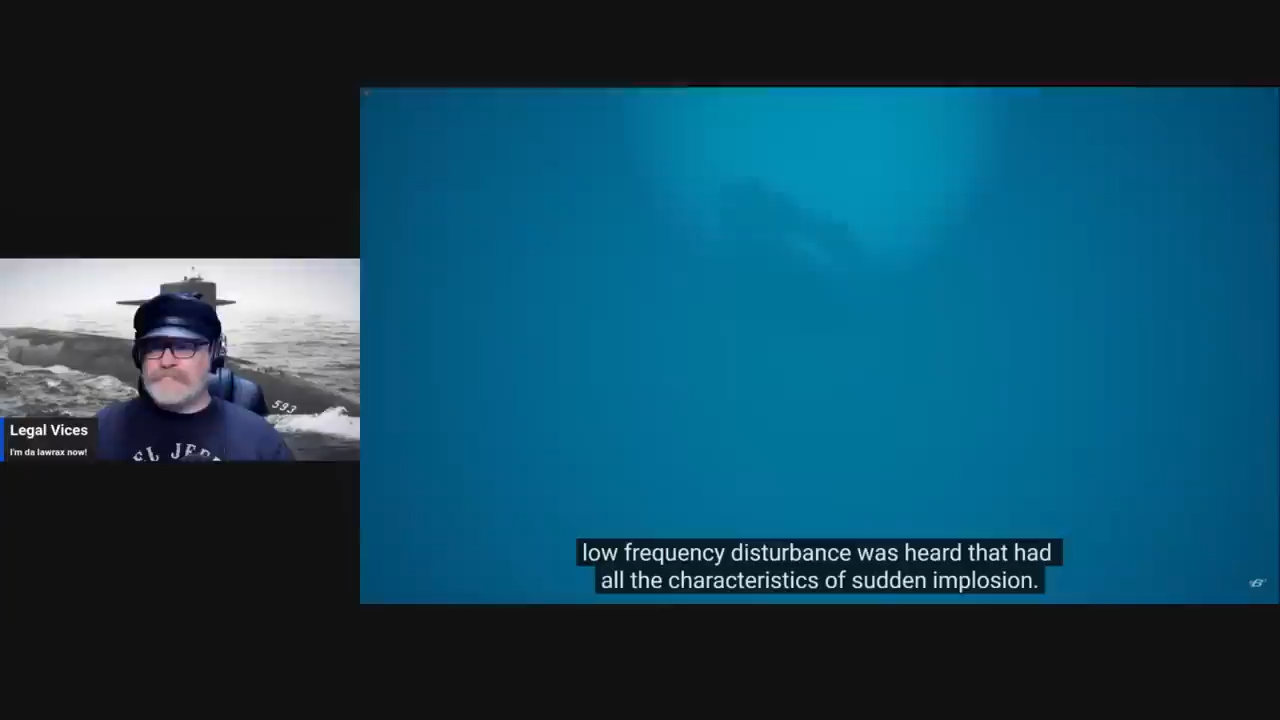 593
Legal Vices
I'm da lawrax now!
low frequency disturbance was heard that had
all the characteristics of sudden implosion.